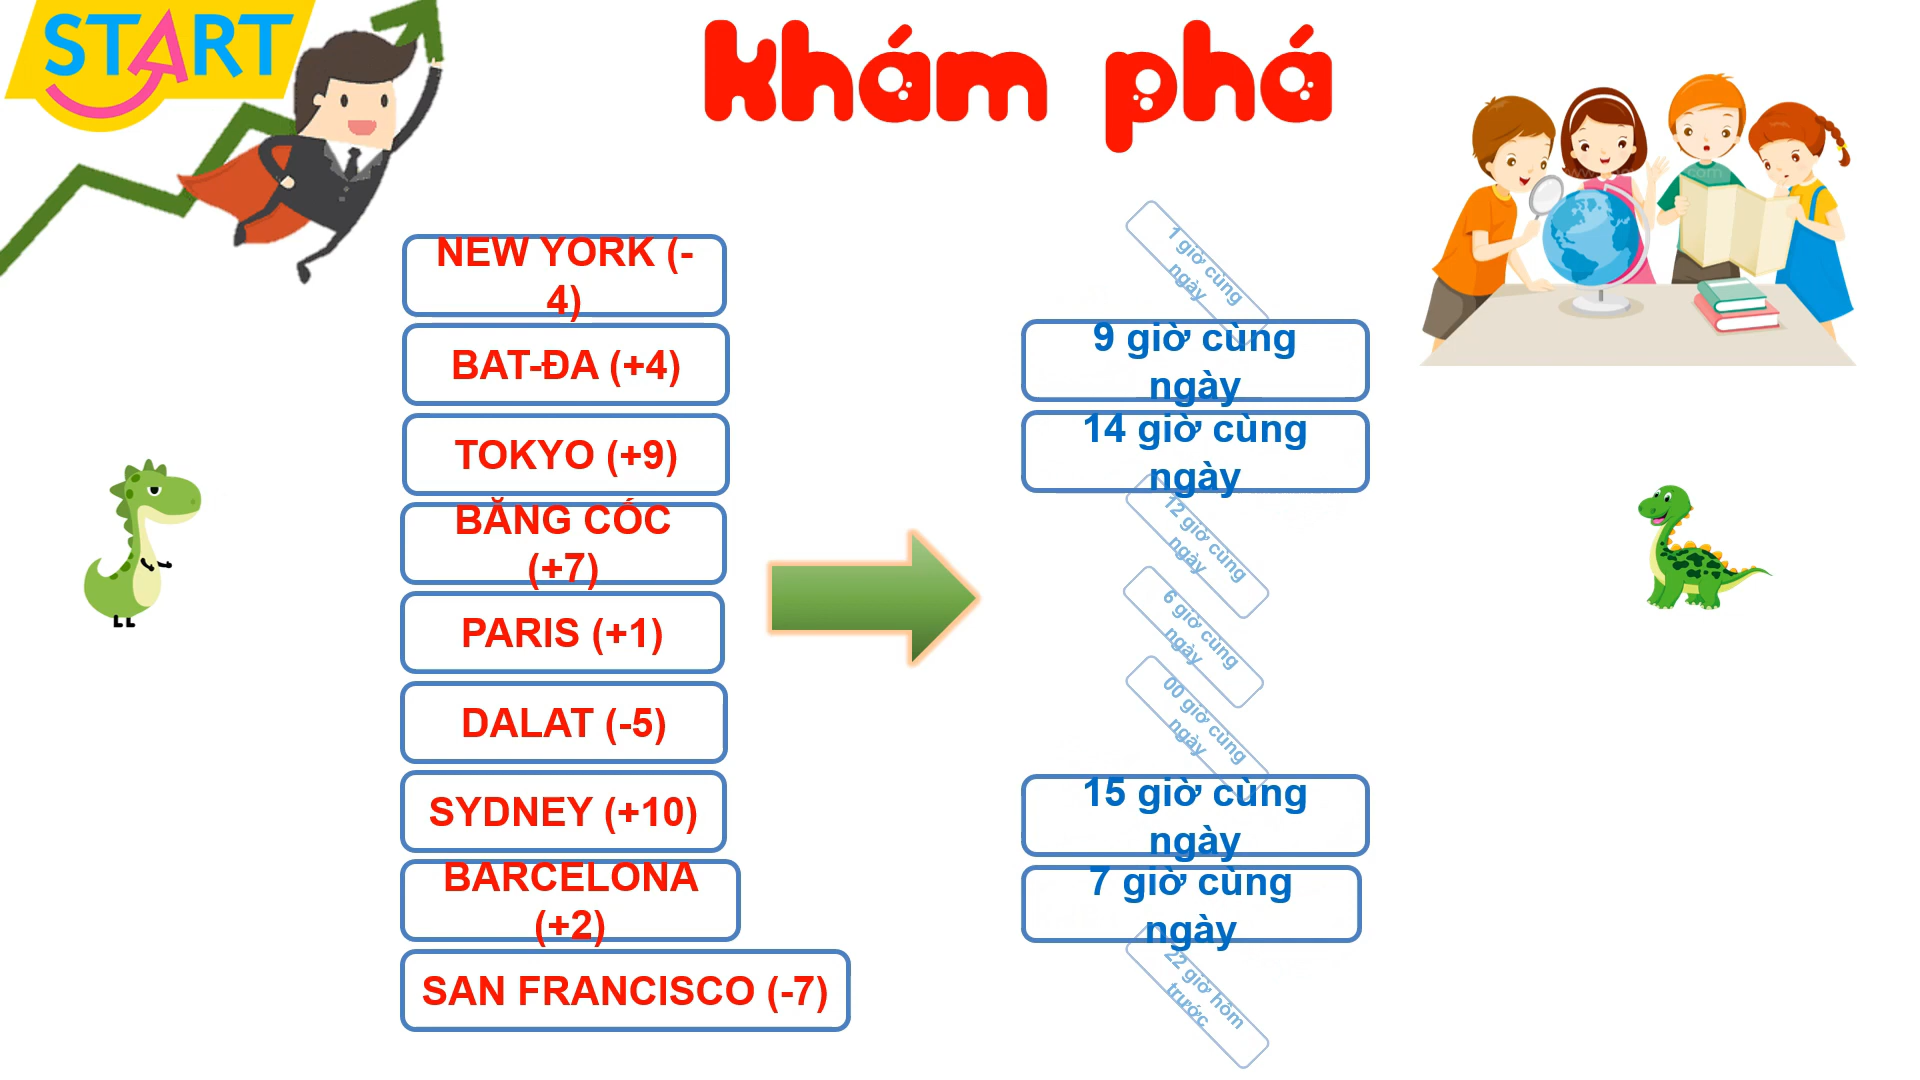 START
khám phá
NEW YORK (-
4)
BAT-ĐA (+4)
TOKYO (+9)
BĂNG CỐC
(+7)
PARIS (+1)
DALAT (-5)
SYDNEY (+10)
BARCELONA
(+2)
SAN FRANCISCO (-7)
1 giờ cùng
ngày
9 giờ cùng
ngày
14 giờ cùng
ngày
12 giờ cùng
ngày
6 giờ cùng
ngày
00 giờ cùng
ngày
15 giờ cùng
ngày
7 giờ cùng
ngày
22 giờ hôm
trước